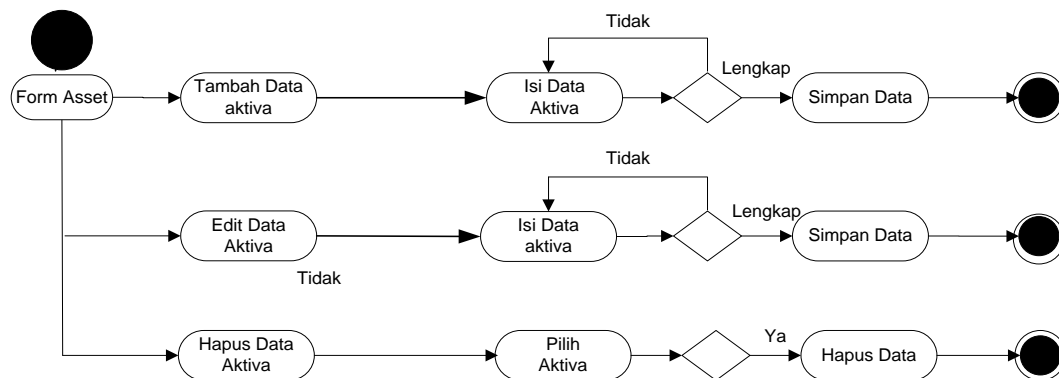 Tidak
Form Asset
Tambah Data
aktiva
Isi Data
Aktiva
Lengkap
Simpan Data
Tidak
Edit Data
Aktiva
Isi Data
aktiva
Lengkap
Simpan Data
Tidak
Hapus Data
Aktiva
Pilih
Aktiva
Ya
Hapus Data